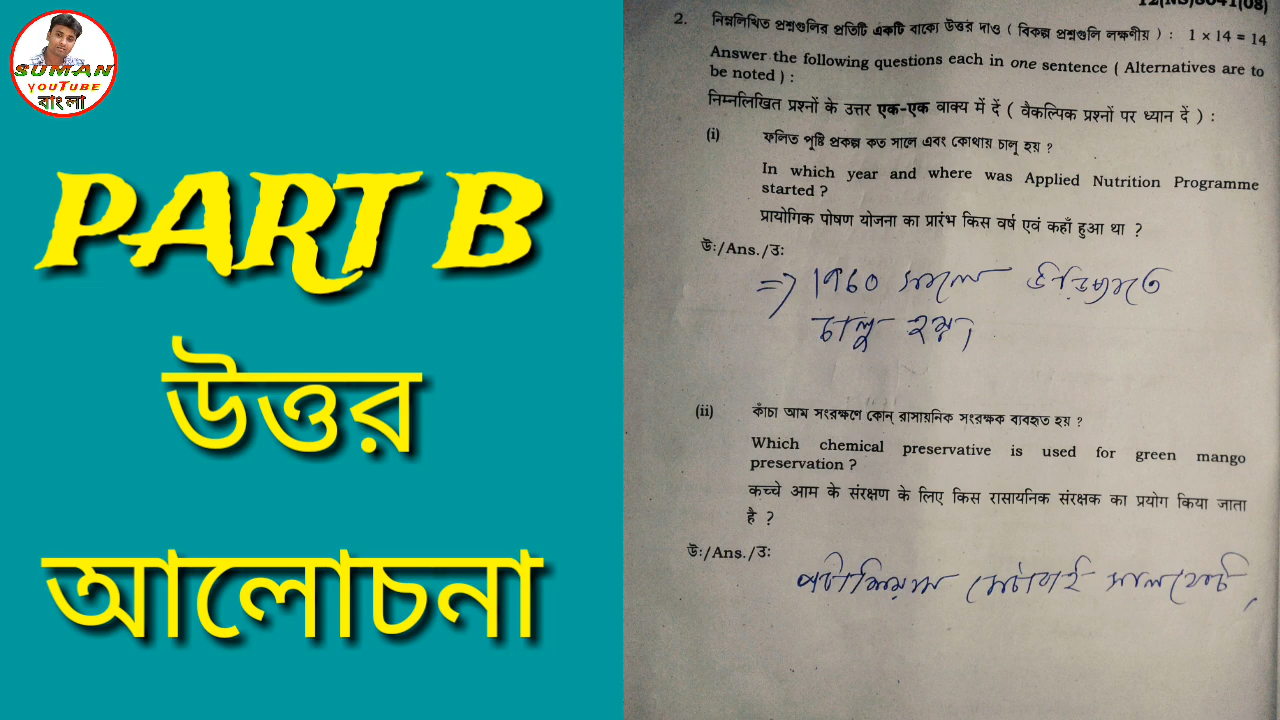 SUMAN
YOUTUBE
বাংলা
PART B
উত্তর
আলোচনা
12(NS)3041(08)
2. নিম্নলিখিত প্রশ্নগুলির প্রতিটি একটি বাক্যে উত্তর দাও ( বিকল্প প্রশ্নগুলি লক্ষণীয় ) : 1 × 14 = 14
Answer the following questions each in one sentence ( Alternatives are to
be noted ) :
निम्नलिखित प्रश्नों के उत्तर एक-एक वाक्य में दें ( वैकल्पिक प्रश्नों पर ध्यान दें ) :
(i) ফলিত পুষ্টি প্রকল্প কত সালে এবং কোথায় চালু হয় ?
In which year and where was Applied Nutrition Programme
started ?
प्रायोगिक पोषण योजना का प्रारंभ किस वर्ष एवं कहाँ हुआ था ?
উ:/Ans./उ:
=> 1960 সালে উড়িষ্যাতে
চালু হয়।
(ii) কাঁচা আম সংরক্ষণে কোন্ রাসায়নিক সংরক্ষক ব্যবহৃত হয় ?
Which chemical preservative is used for green mango
preservation ?
कच्चे आम के संरक्षण के लिए किस रासायनिक संरक्षक का प्रयोग किया जाता
है ?
উ:/Ans./उ:
পটাশিয়াম মেটাবাই সালফেট,